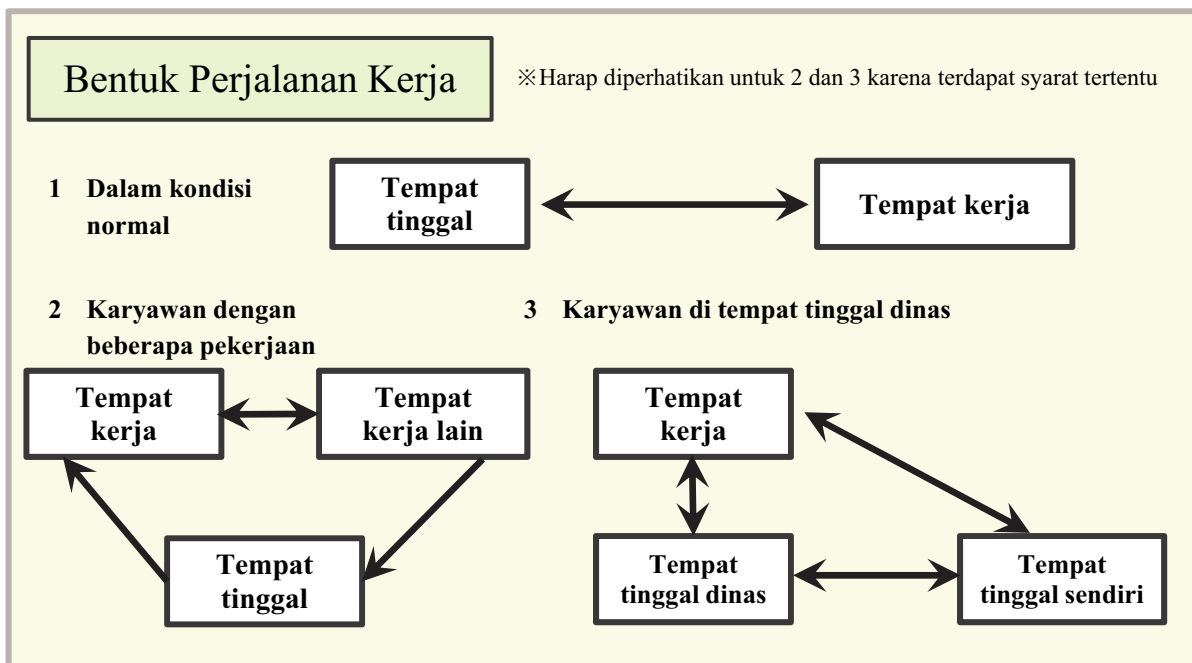 Bentuk Perjalanan Kerja
※Harap diperhatikan untuk 2 dan 3 karena terdapat syarat tertentu
1 Dalam kondisi
normal
Tempat
tinggal
Tempat kerja
2 Karyawan dengan
beberapa pekerjaan
Tempat
kerja
Tempat
kerja lain
Tempat
tinggal
3 Karyawan di tempat tinggal dinas
Tempat
kerja
Tempat
tinggal dinas
Tempat
tinggal sendiri